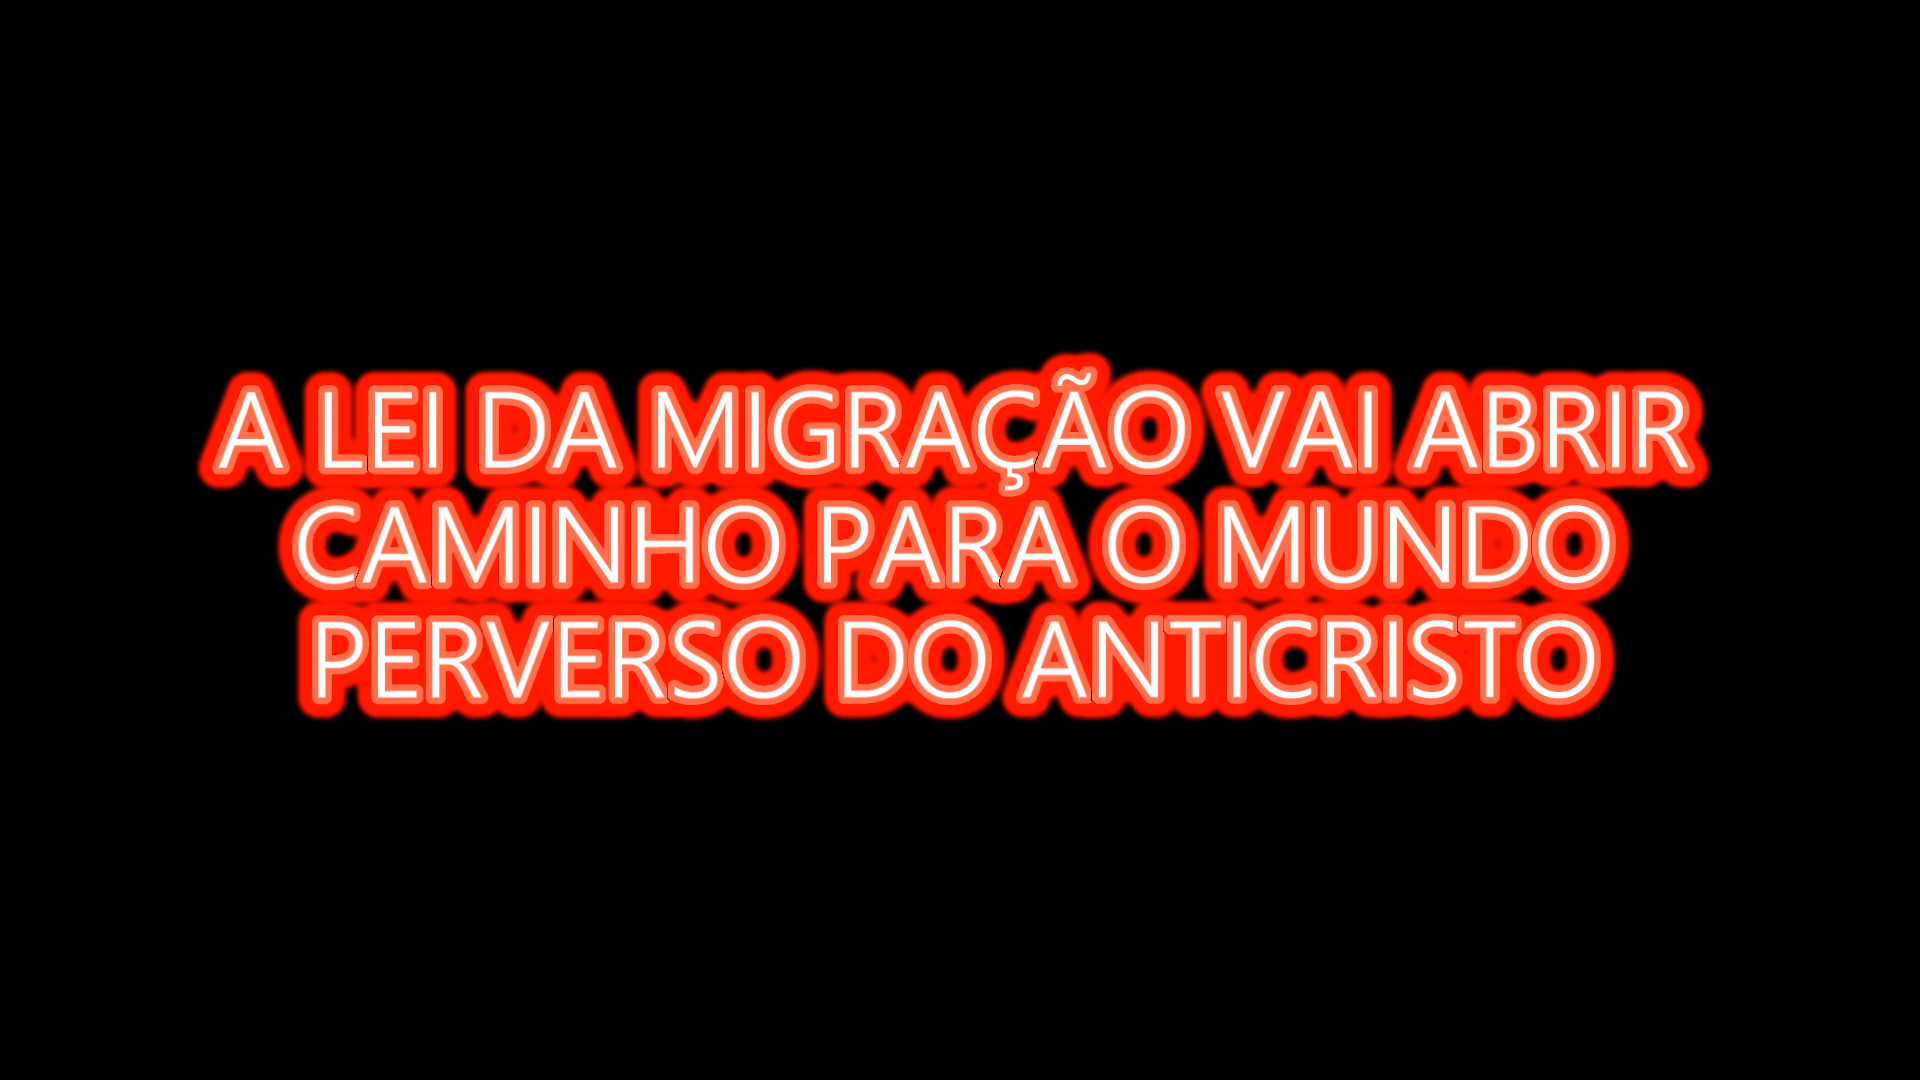 A LEI DA MIGRAÇÃO VAI ABRIR
CAMINHO PARA O MUNDO
PERVERSO DO ANTICRISTO